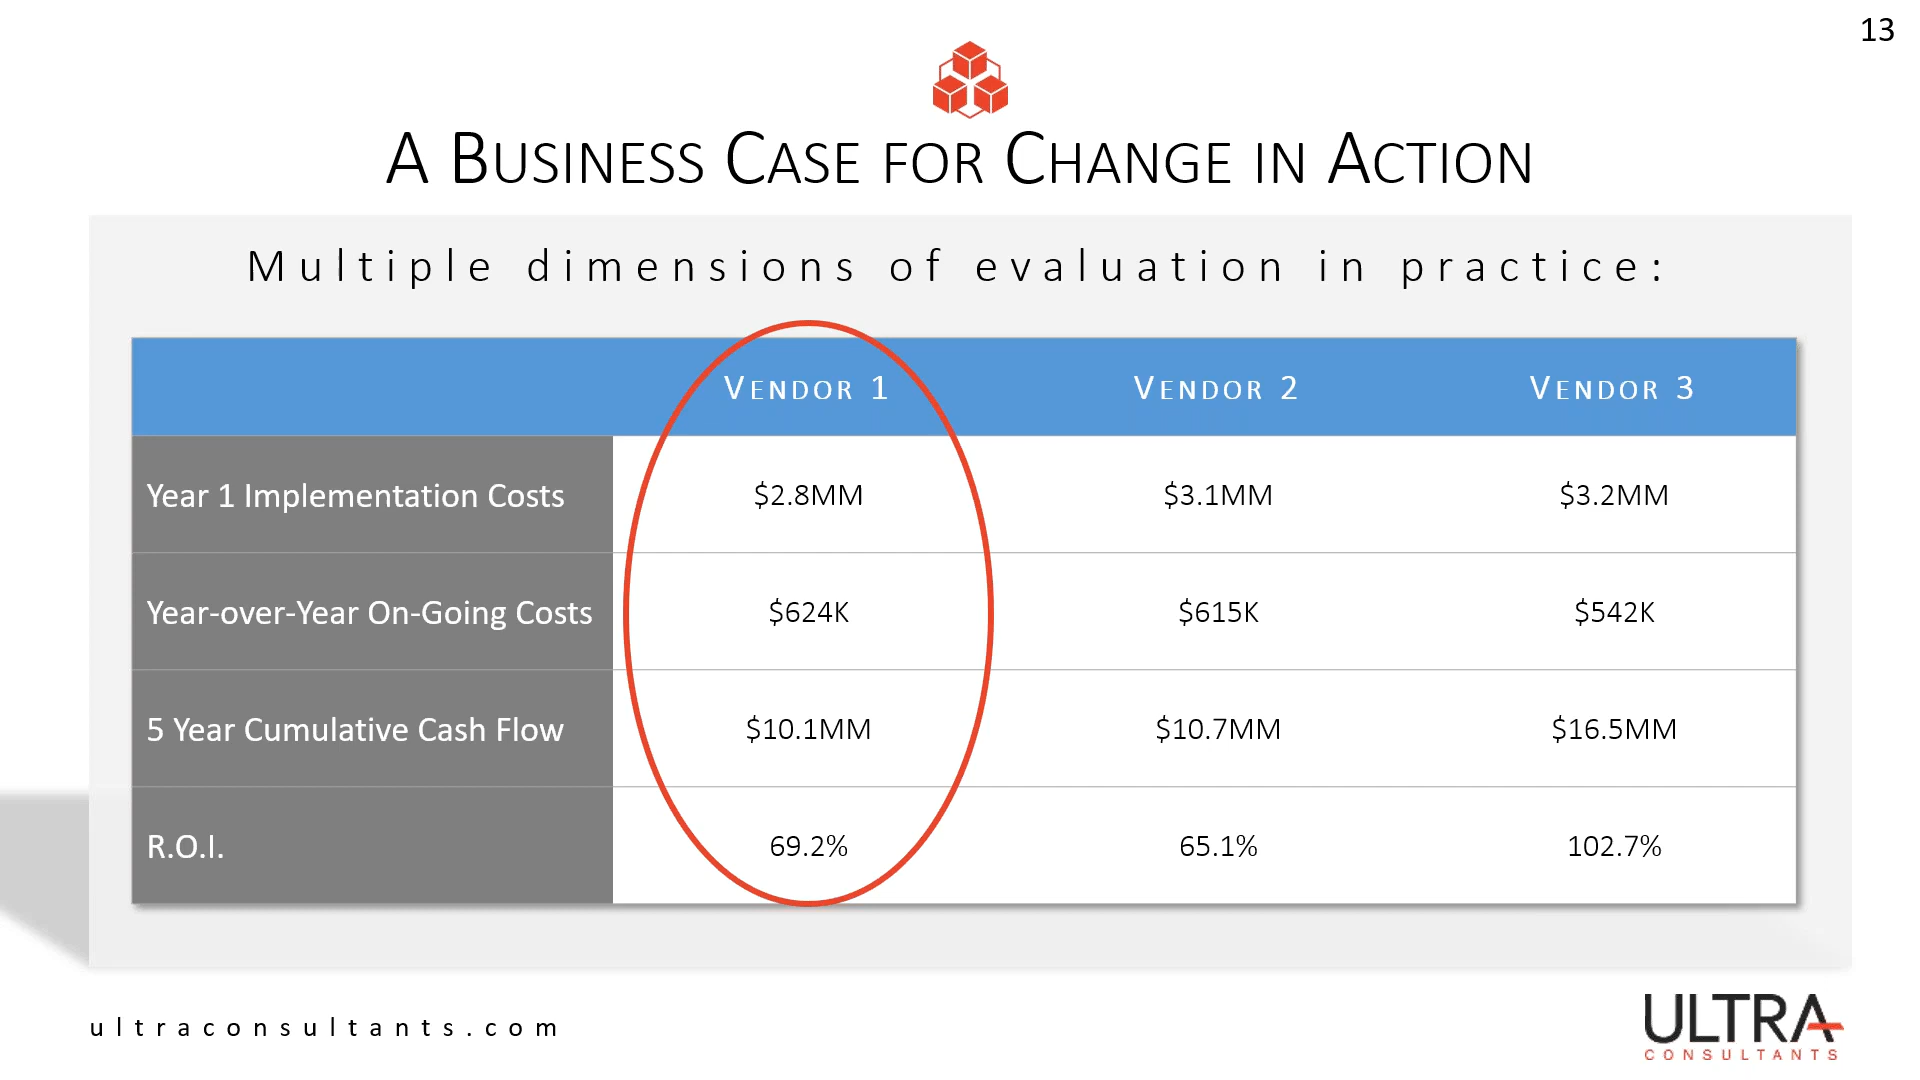 13
A Business Case for Change in Action
Multiple dimensions of evaluation in practice:
Vendor 1 Vendor 2 Vendor 3
Year 1 Implementation Costs $2.8MM $3.1MM $3.2MM
Year-over-Year On-Going Costs $624K $615K $542K
5 Year Cumulative Cash Flow $10.1MM $10.7MM $16.5MM
R.O.I. 69.2% 65.1% 102.7%
ultraconsultants.com
ULTRA
CONSULTANTS